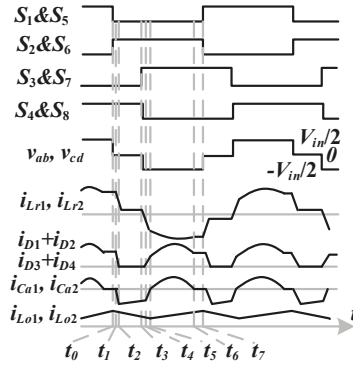 S1&S5
S2&S6
S3&S7
S4&S8
vab, vcd
Vin/2
0
-Vin/2
iLr1, iLr2
iD1+iD2
iD3+iD4
iCa1, iCa2
iLo1, iLo2
t
t0 t1 t2 t3 t4 t5 t6 t7